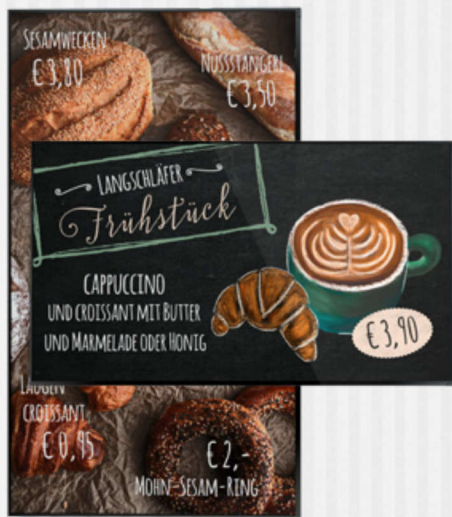 Sesamwecken
€ 3,80
Nussstangerl
€ 3,50
Langschläfer
Frühstück
CAPPUCCINO
UND CROISSANT MIT BUTTER
UND MARMELADE ODER HONIG
€ 3,90
Laugen
croissant
€ 0,95
€ 2,-
Mohn-Sesam-Ring